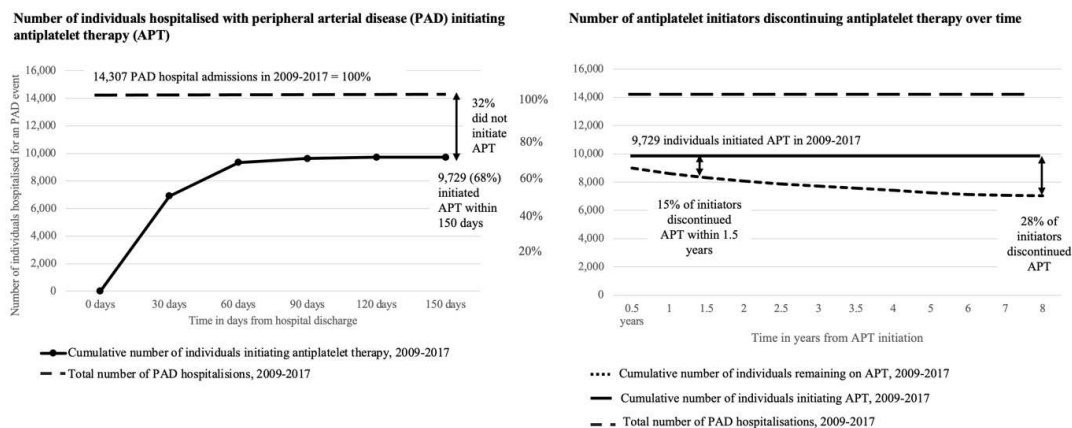 Number of individuals hospitalised with peripheral arterial disease (PAD) initiating
antiplatelet therapy (APT)
Number of individuals hospitalised for an PAD event
16,000
14,000
12,000
10,000
8,000
6,000
4,000
2,000
0
14,307 PAD hospital admissions in 2009-2017 = 100%
32%
did not
initiate
APT
9,729 (68%)
initiated
APT within
150 days
100%
80%
60%
40%
20%
0 days 30 days 60 days 90 days 120 days 150 days
Time in days from hospital discharge
Cumulative number of individuals initiating antiplatelet therapy, 2009-2017
Total number of PAD hospitalisions, 2009-2017
Number of antiplatelet initiators discontinuing antiplatelet therapy over time
16,000
14,000
12,000
10,000
8,000
6,000
4,000
2,000
0
9,729 individuals initiated APT in 2009-2017
15% of initiators
discontinued
APT within 1.5
years
28% of
initiators
discontinued
APT
0.5 1 1.5 2 2.5 3 3.5 4 5 6 7 8
years
Time in years from APT initiation
Cumulative number of individuals remaining on APT, 2009-2017
Cumulative number of individuals initiating APT, 2009-2017
Total number of PAD hospitalisations, 2009-2017